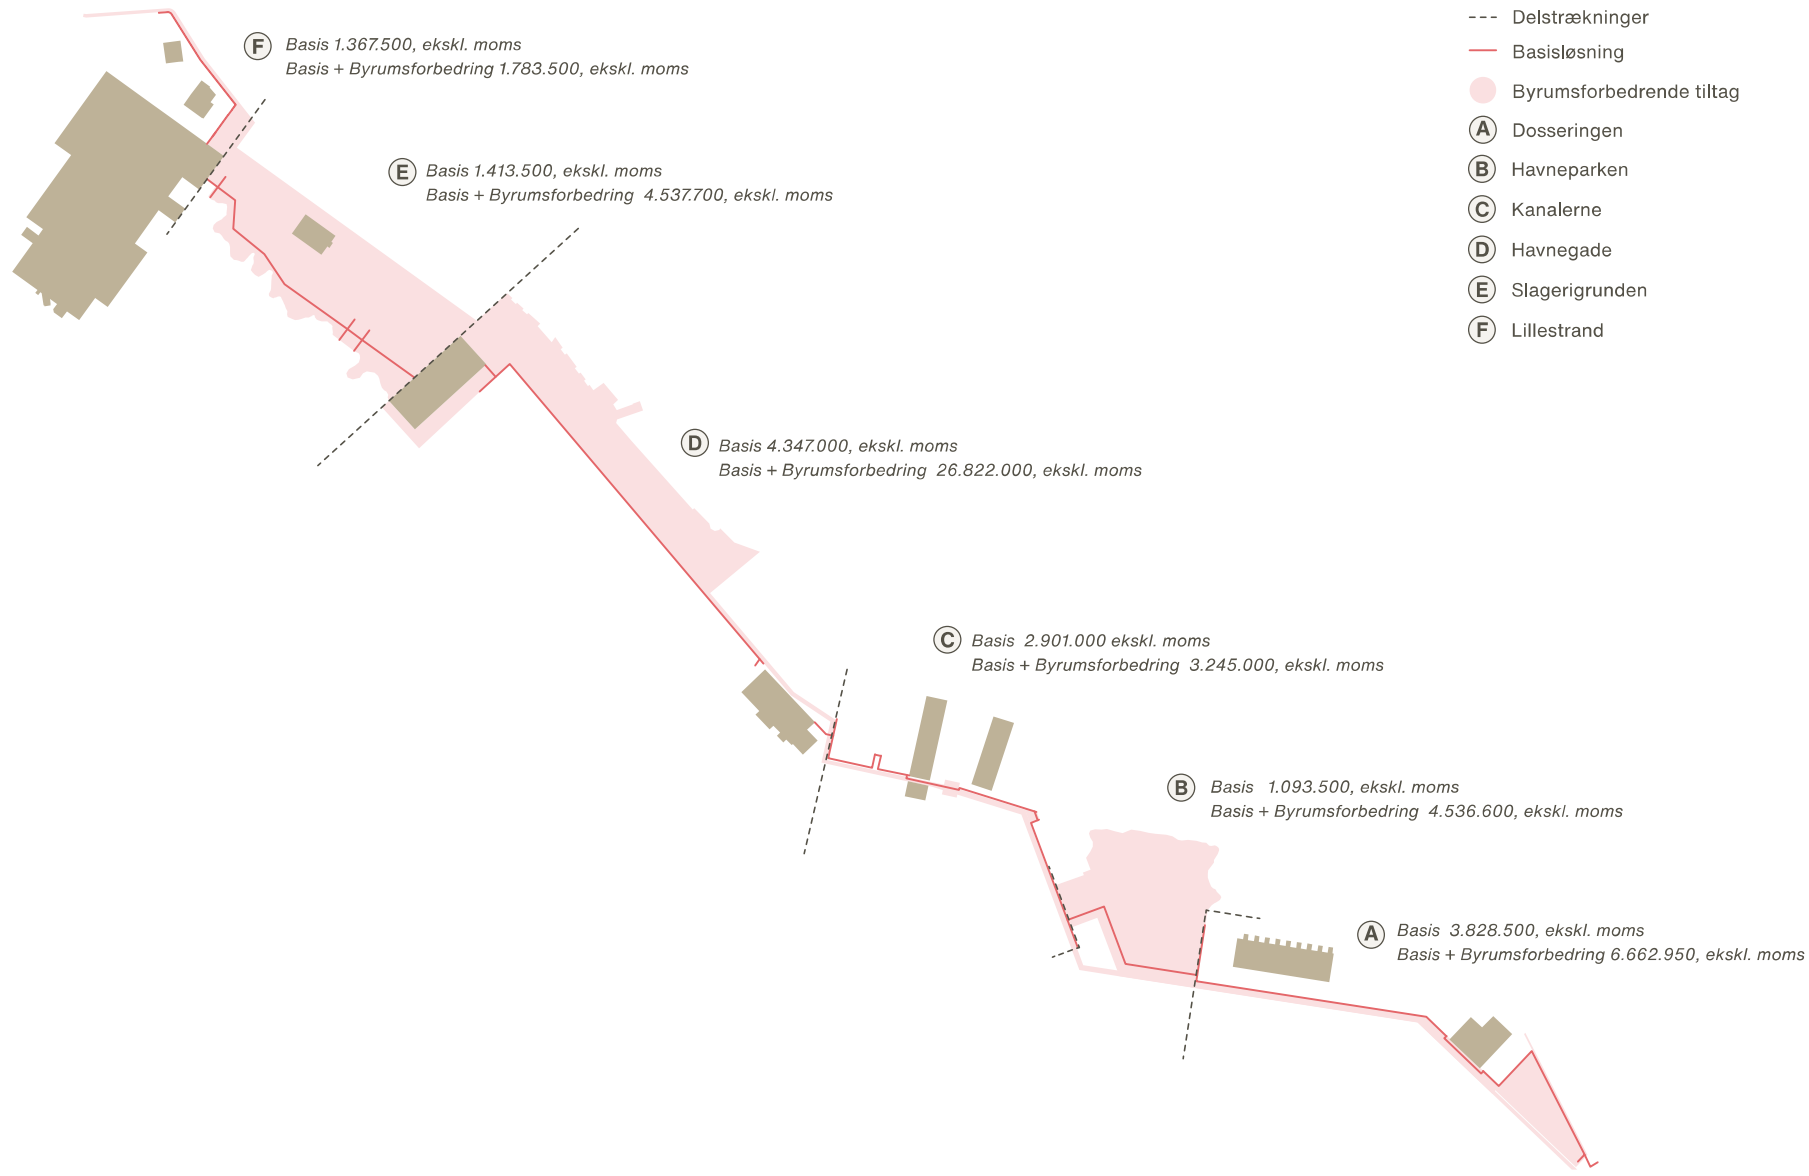 Delstrækninger
Basisløsning
Byrumsforbedrende tiltag
A Dosseringen
B Havneparken
C Kanalerne
D Havnegade
E Slagerigrunden
F Lillestrand
F Basis 1.367.500, ekskl. moms
Basis + Byrumsforbedring 1.783.500, ekskl. moms
E Basis 1.413.500, ekskl. moms
Basis + Byrumsforbedring 4.537.700, ekskl. moms
D Basis 4.347.000, ekskl. moms
Basis + Byrumsforbedring 26.822.000, ekskl. moms
C Basis 2.901.000 ekskl. moms
Basis + Byrumsforbedring 3.245.000, ekskl. moms
B Basis 1.093.500, ekskl. moms
Basis + Byrumsforbedring 4.536.600, ekskl. moms
A Basis 3.828.500, ekskl. moms
Basis + Byrumsforbedring 6.662.950, ekskl. moms